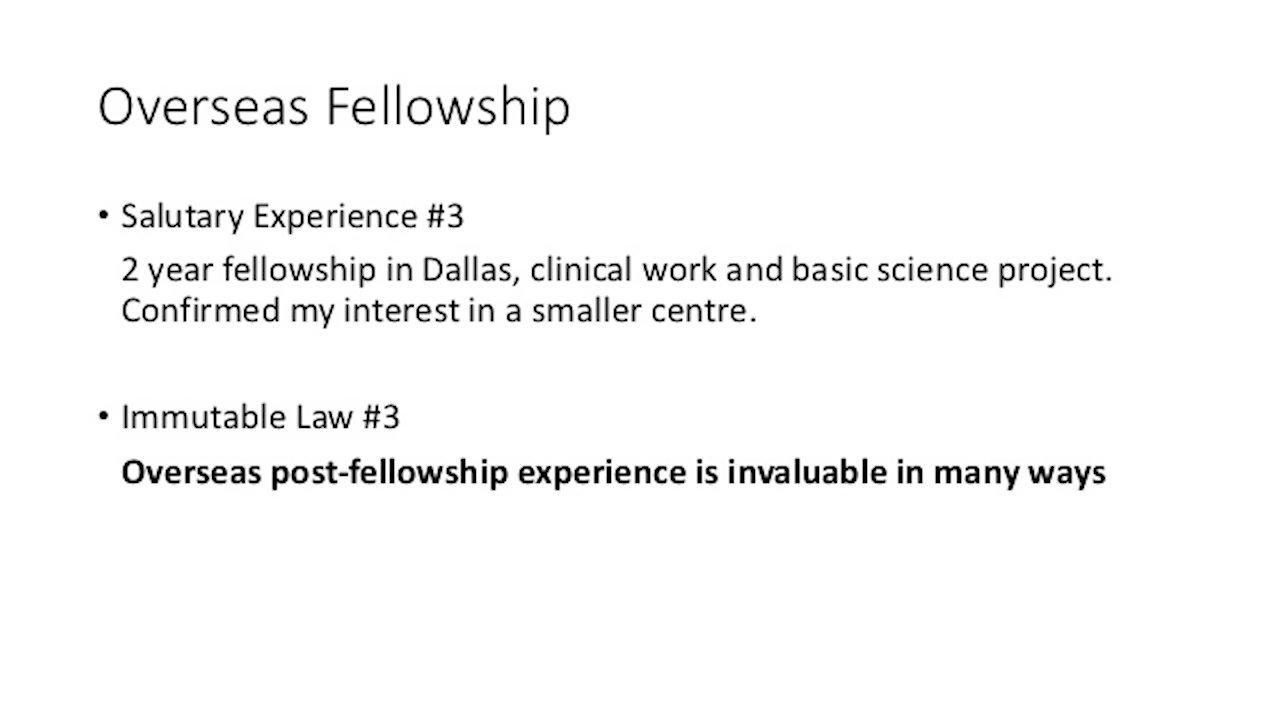 Overseas Fellowship
• Salutary Experience #3
2 year fellowship in Dallas, clinical work and basic science project.
Confirmed my interest in a smaller centre.
• Immutable Law #3
Overseas post-fellowship experience is invaluable in many ways